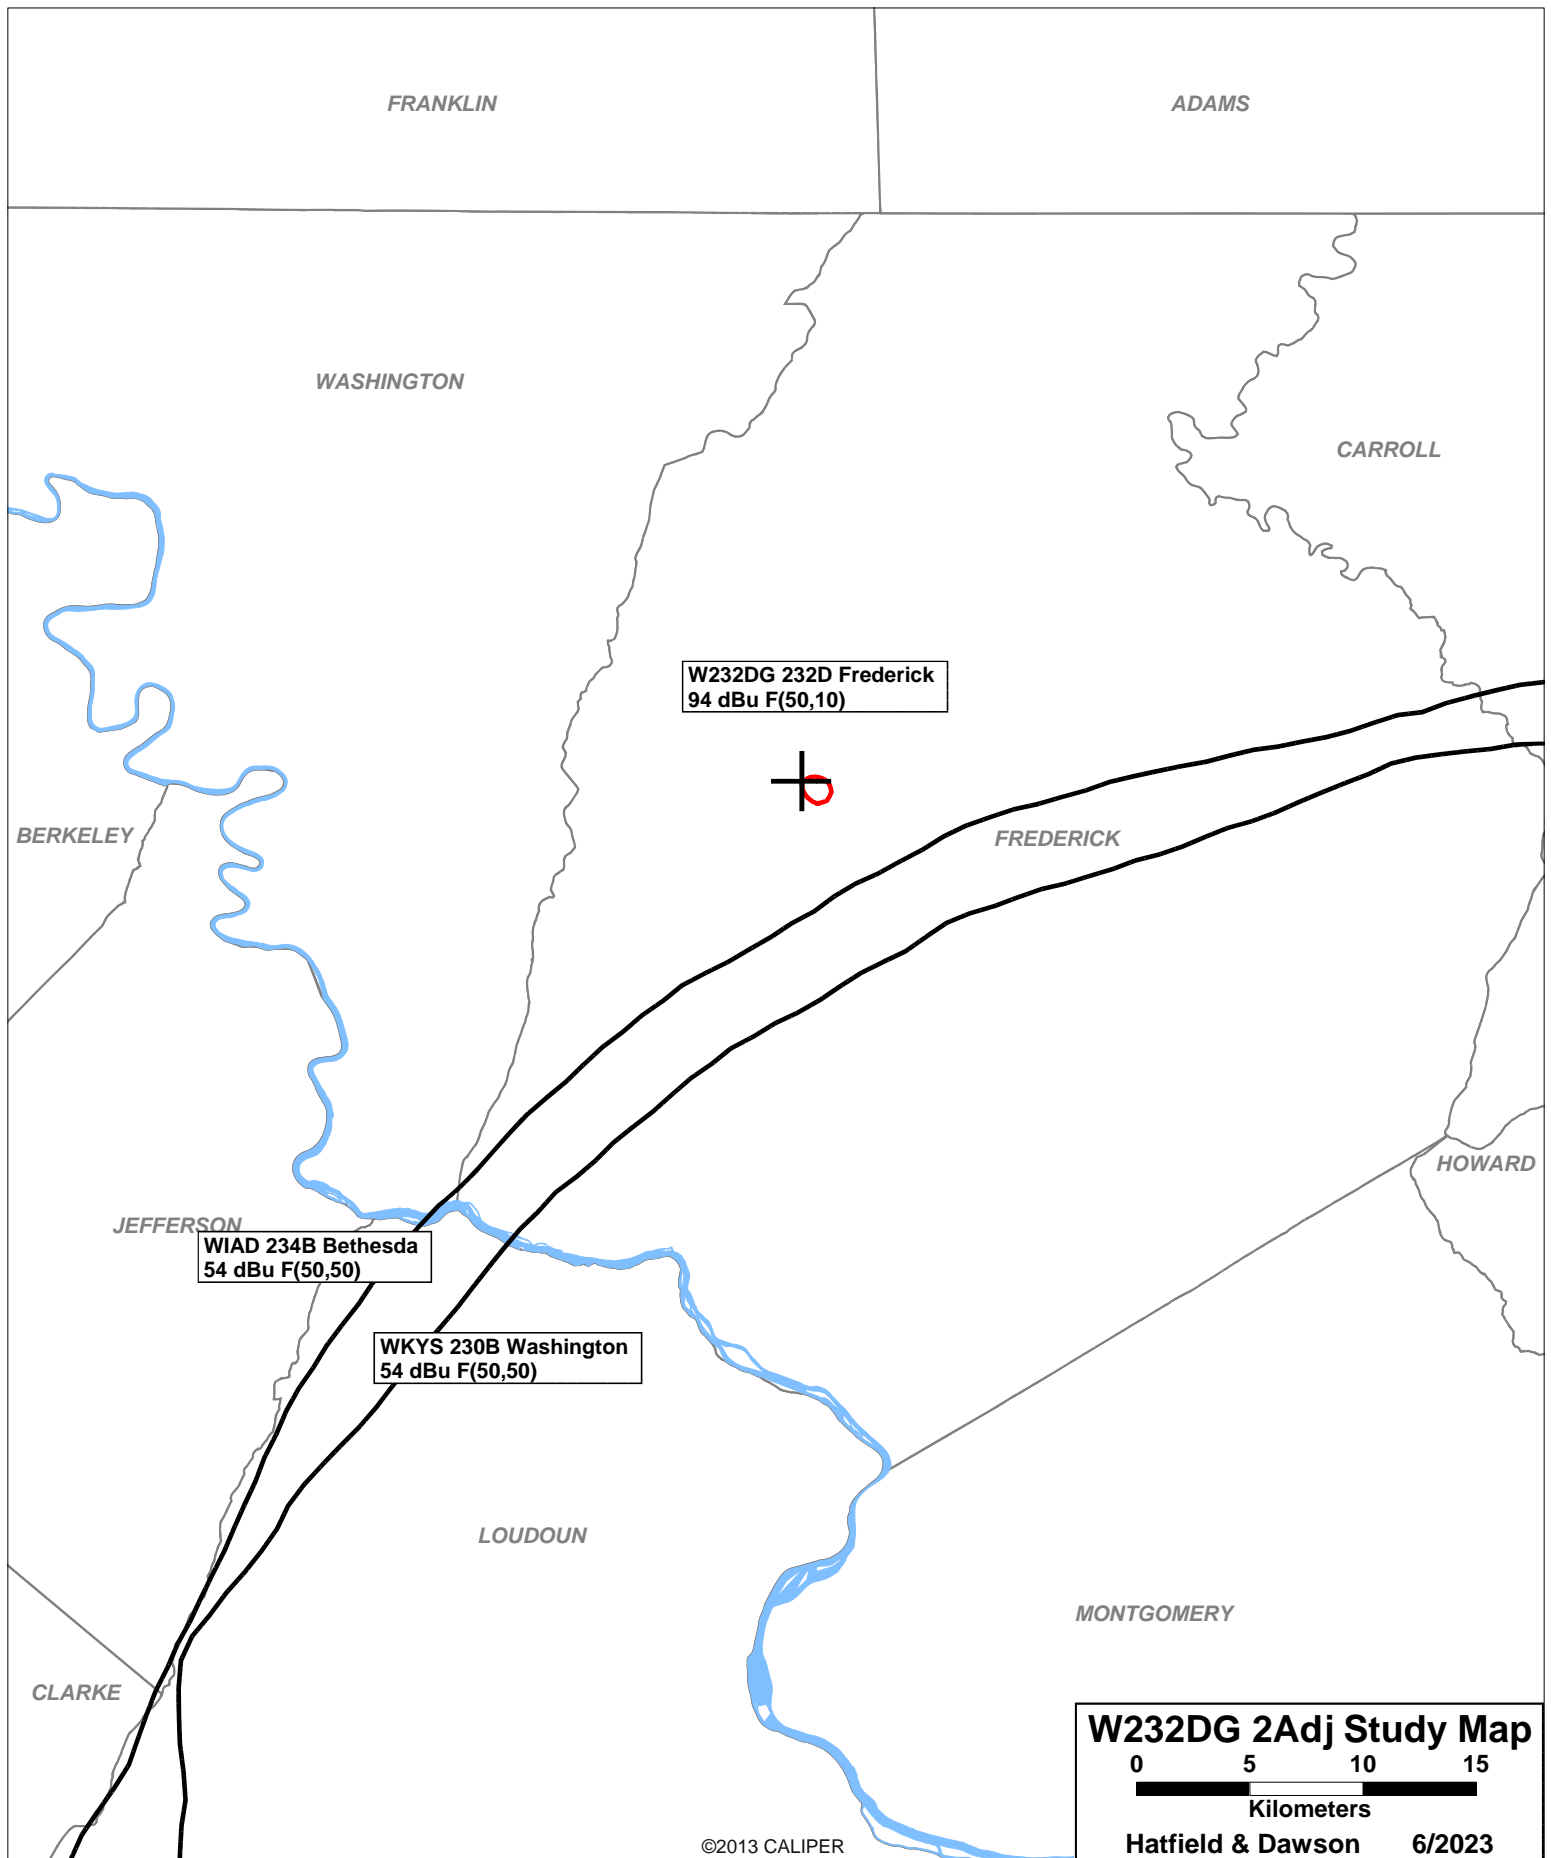 FRANKLIN
ADAMS
WASHINGTON
CARROLL
W232DG 232D Frederick
94 dBu F(50,10)
BERKELEY
FREDERICK
HOWARD
JEFFERSON
WIAD 234B Bethesda
54 dBu F(50,50)
WKYS 230B Washington
54 dBu F(50,50)
LOUDOUN
MONTGOMERY
CLARKE
W232DG 2Adj Study Map
0 5 10 15
Kilometers
Hatfield & Dawson 6/2023
©2013 CALIPER